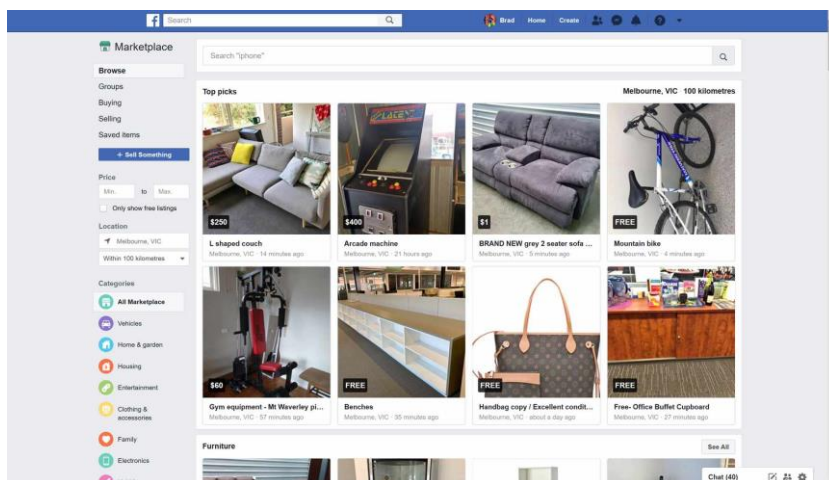 f
Search
Brad
Home
Create
Marketplace
Browse
Groups
Buying
Selling
Saved items
+ Sell Something
Price
Min.
to
Max.
Only show free listings
Location
Melbourne, VIC
Within 100 kilometres
Categories
All Marketplace
Vehicles
Home & garden
Housing
Entertainment
Clothing &
accessories
Family
Electronics
Search "iphone"
Top picks
Melbourne, VIC · 100 kilometres
$250
L shaped couch
Melbourne, VIC · 14 minutes ago
$400
Arcade machine
Melbourne, VIC · 21 hours ago
$1
BRAND NEW grey 2 seater sofa ...
Melbourne, VIC · 5 minutes ago
FREE
Mountain bike
Melbourne, VIC · 4 minutes ago
$60
Gym equipment - Mt Waverley pi...
Melbourne, VIC · 57 minutes ago
FREE
Benches
Melbourne, VIC · 35 minutes ago
FREE
Handbag copy / Excellent condit...
Melbourne, VIC · about a day ago
FREE
Free- Office Buffet Cupboard
Melbourne, VIC · 27 minutes ago
Furniture
See All
Chat (40)